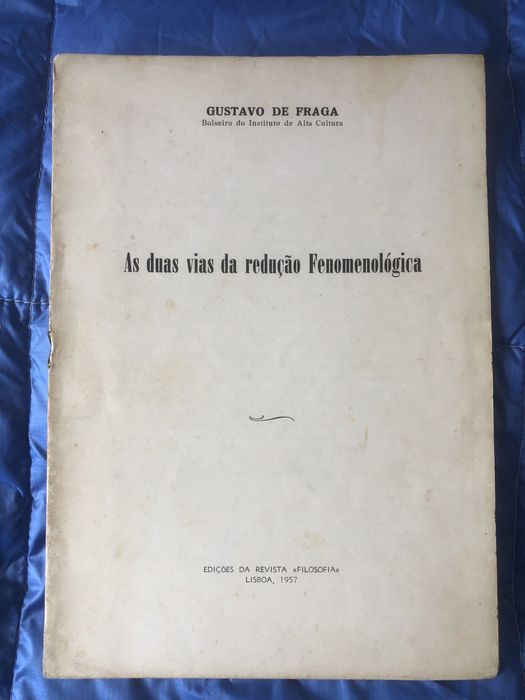 GUSTAVO DE FRAGA
Bolseiro do Instituto de Alta Cultura
As duas vias da redução Fenomenológica
EDIÇÕES DA REVISTA «FILOSOFIA»
LISBOA, 1957